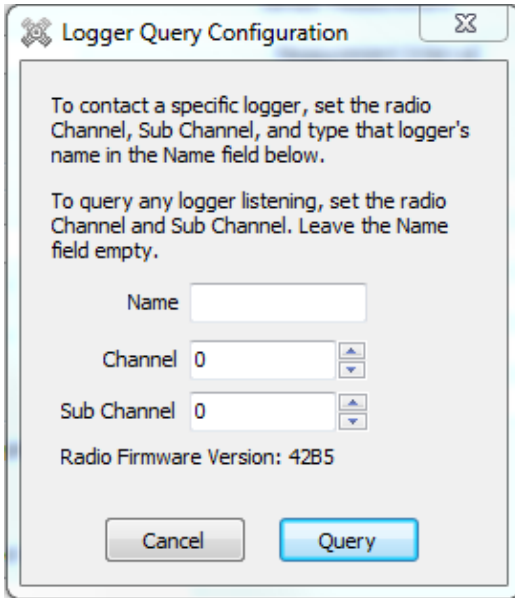 Logger Query Configuration
To contact a specific logger, set the radio
Channel, Sub Channel, and type that logger's
name in the Name field below.
To query any logger listening, set the radio
Channel and Sub Channel. Leave the Name
field empty.
Name
Channel 0
Sub Channel 0
Radio Firmware Version: 42B5
Cancel Query